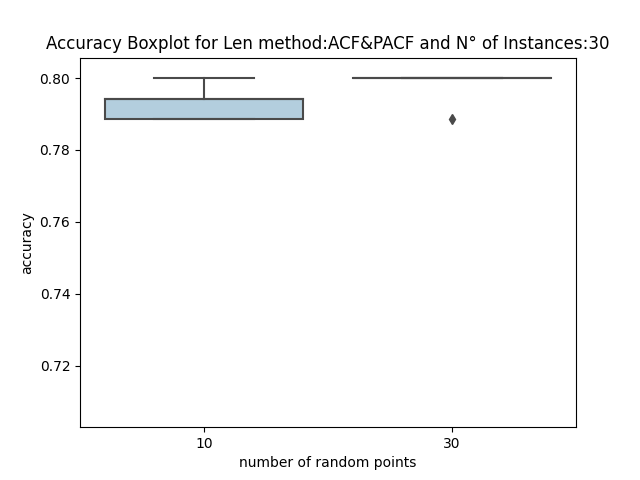 Accuracy Boxplot for Len method:ACF&PACF and N° of Instances:30
0.80
0.78
0.76
0.74
0.72
accuracy
10 30
number of random points